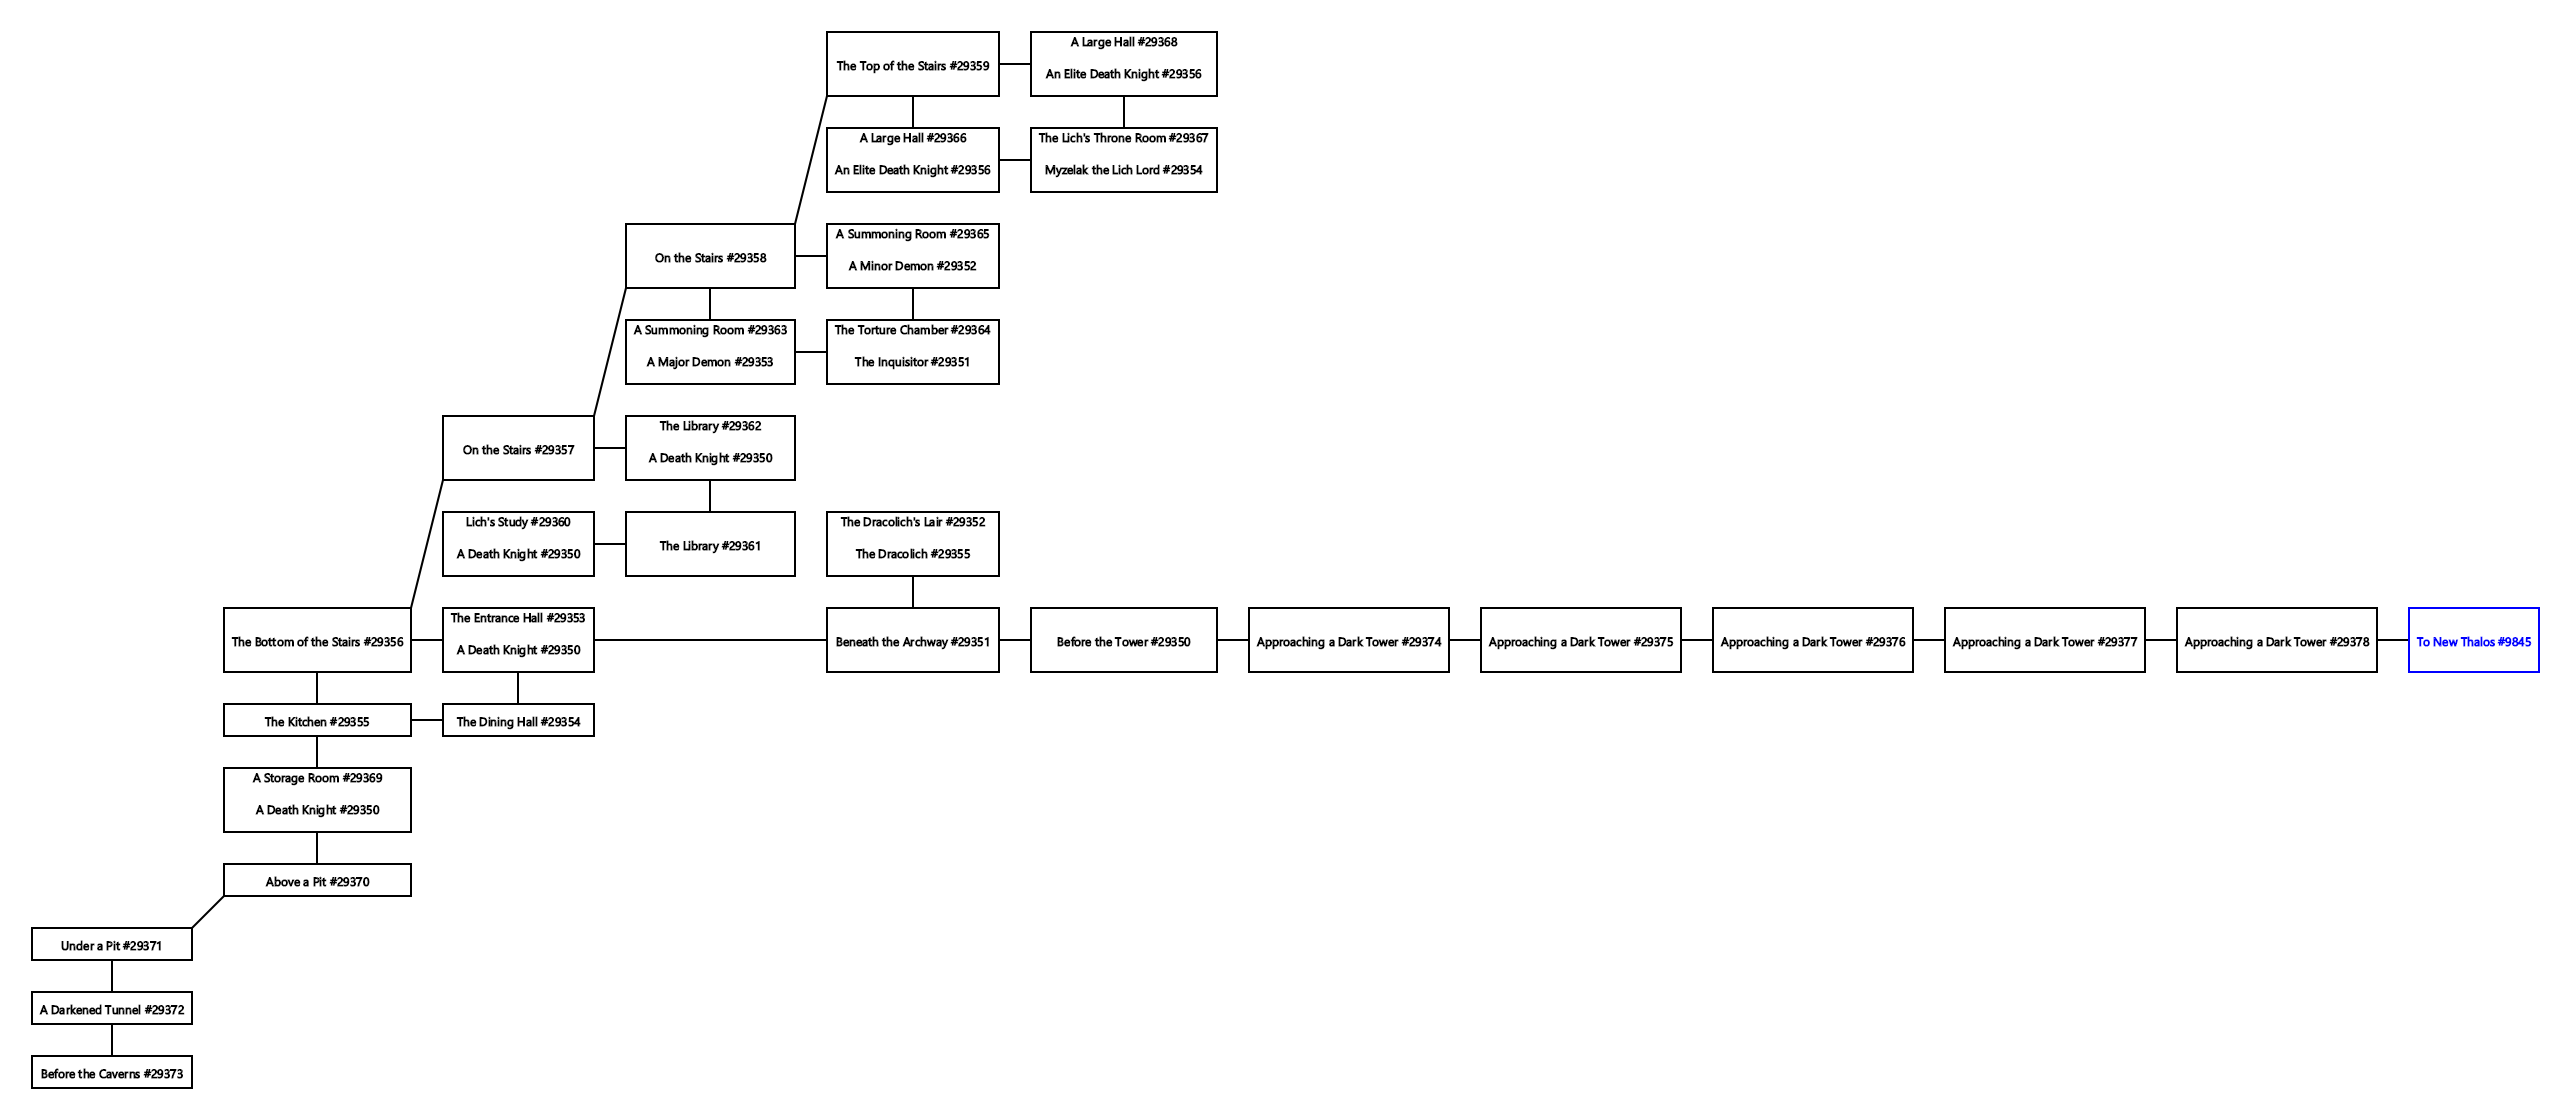 A Large Hall #29368
The Top of the Stairs #29359
An Elite Death Knight #29356
A Large Hall #29366
The Lich's Throne Room #29367
An Elite Death Knight #29356
Myzelak the Lich Lord #29354
A Summoning Room #29365
On the Stairs #29358
A Minor Demon #29352
A Summoning Room #29363
The Torture Chamber #29364
A Major Demon #29353
The Inquisitor #29351
The Library #29362
On the Stairs #29357
A Death Knight #29350
Lich's Study #29360
The Dracolich's Lair #29352
The Library #29361
A Death Knight #29350
The Dracolich #29355
The Entrance Hall #29353
The Bottom of the Stairs #29356
A Death Knight #29350
Beneath the Archway #29351
Before the Tower #29350
Approaching a Dark Tower #29374
Approaching a Dark Tower #29375
Approaching a Dark Tower #29376
Approaching a Dark Tower #29377
Approaching a Dark Tower #29378
To New Thalos #9845
The Kitchen #29355
The Dining Hall #29354
A Storage Room #29369
A Death Knight #29350
Above a Pit #29370
Under a Pit #29371
A Darkened Tunnel #29372
Before the Caverns #29373